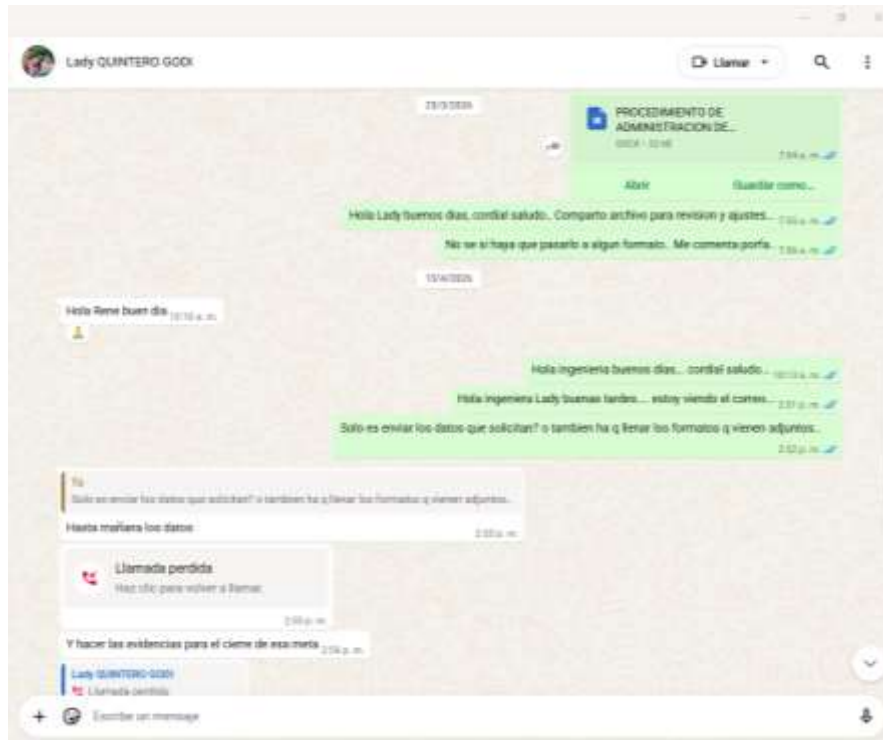 Lady QUINTERO GODI
Llamar
PROCEDIMIENTO DE
ADMINISTRACION DE...
Abrir
Guardar como...
Hola Lady buenos dias, cordial saludo.. Comparto archivo para revision y ajustes...
No se si haya que pasarlo a algun formato.. Me comenta porfa..
Hola Rene buen dia
Hola ingenieria buenos dias... cordial saludo..
Hola ingeniera Lady buenas tardes.... estoy viendo el correo...
Solo es enviar los datos que solicitan? o tambien ha q llenar los formatos q vienen adjuntos..
Tú
Solo es enviar los datos que solicitan? o tambien ha q llenar los formatos q vienen adjuntos..
Hasta mañana los datos
Llamada perdida
Haz clic para volver a llamar.
Y hacer las evidencias para el cierre de esa meta
Lady QUINTERO GODI
Llamada perdida
Escribe un mensaje